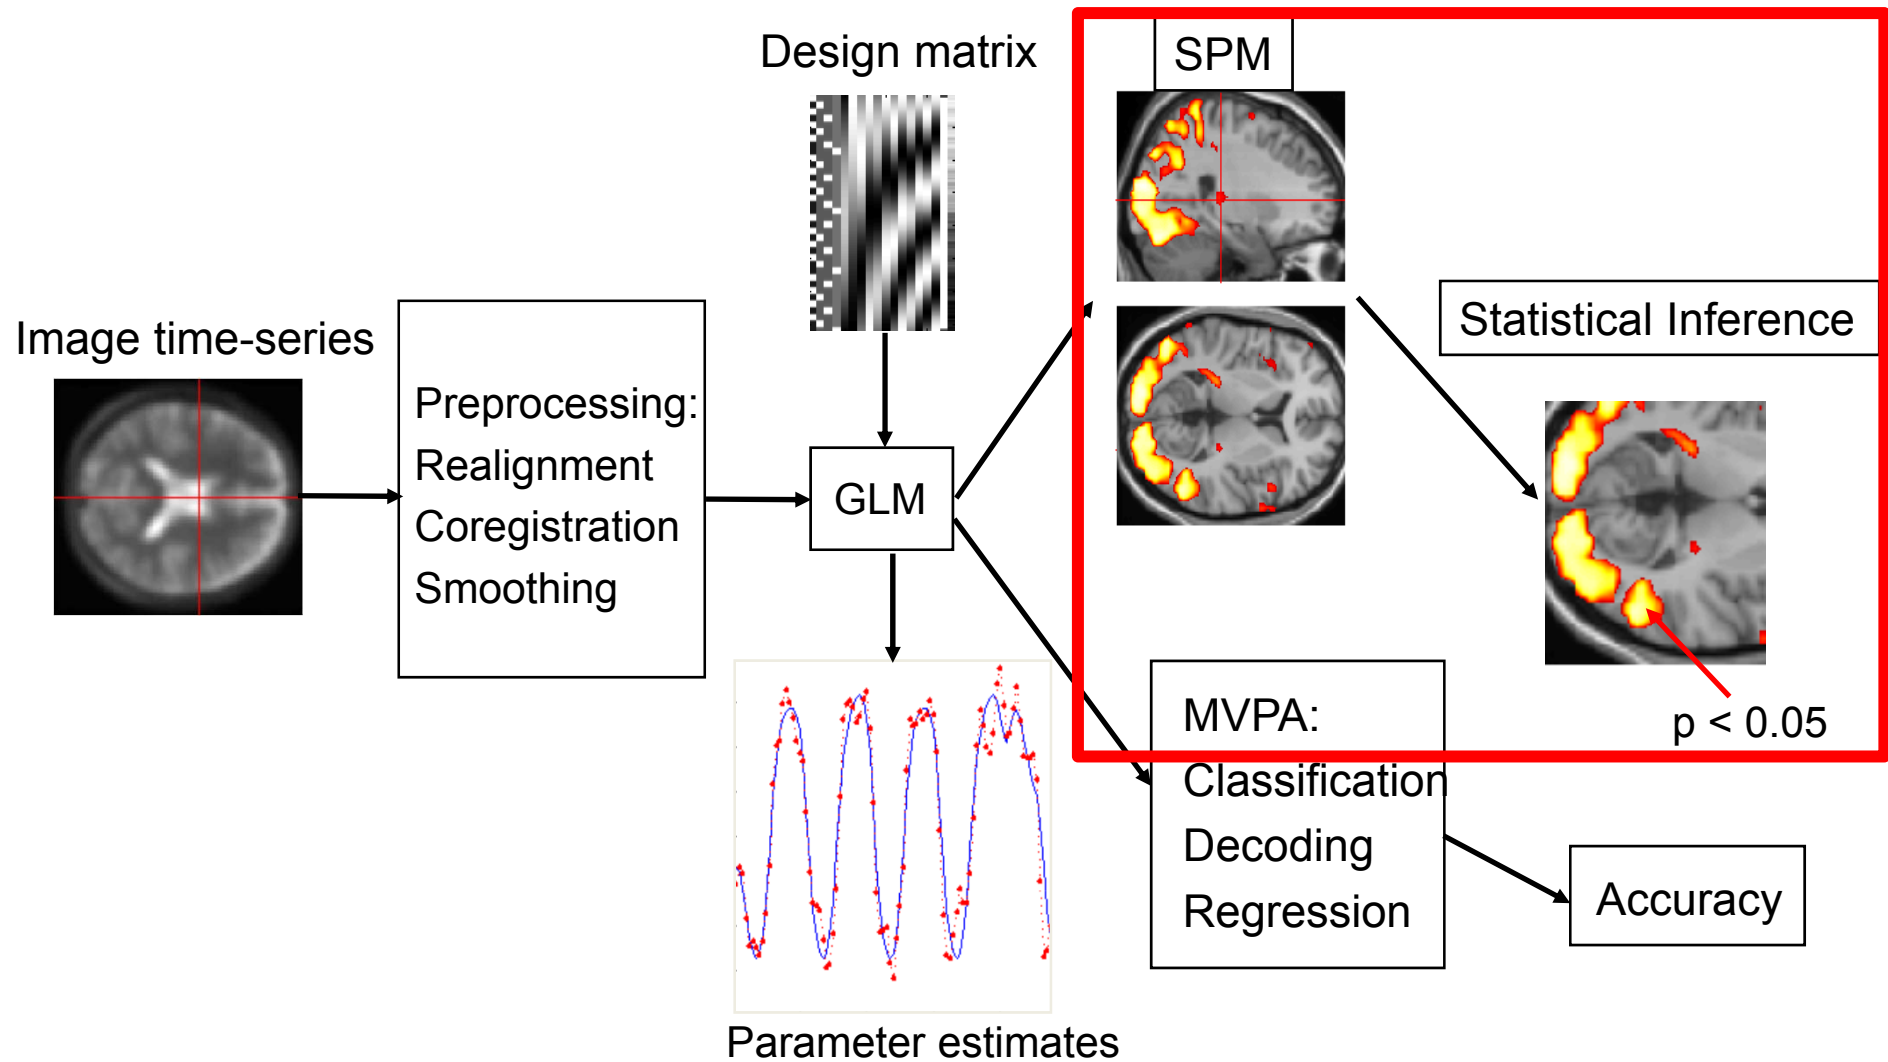 Design matrix
SPM
Image time-series
Statistical Inference
Preprocessing:
Realignment
Coregistration
Smoothing
GLM
p < 0.05
MVPA:
Classification
Decoding
Regression
Accuracy
Parameter estimates